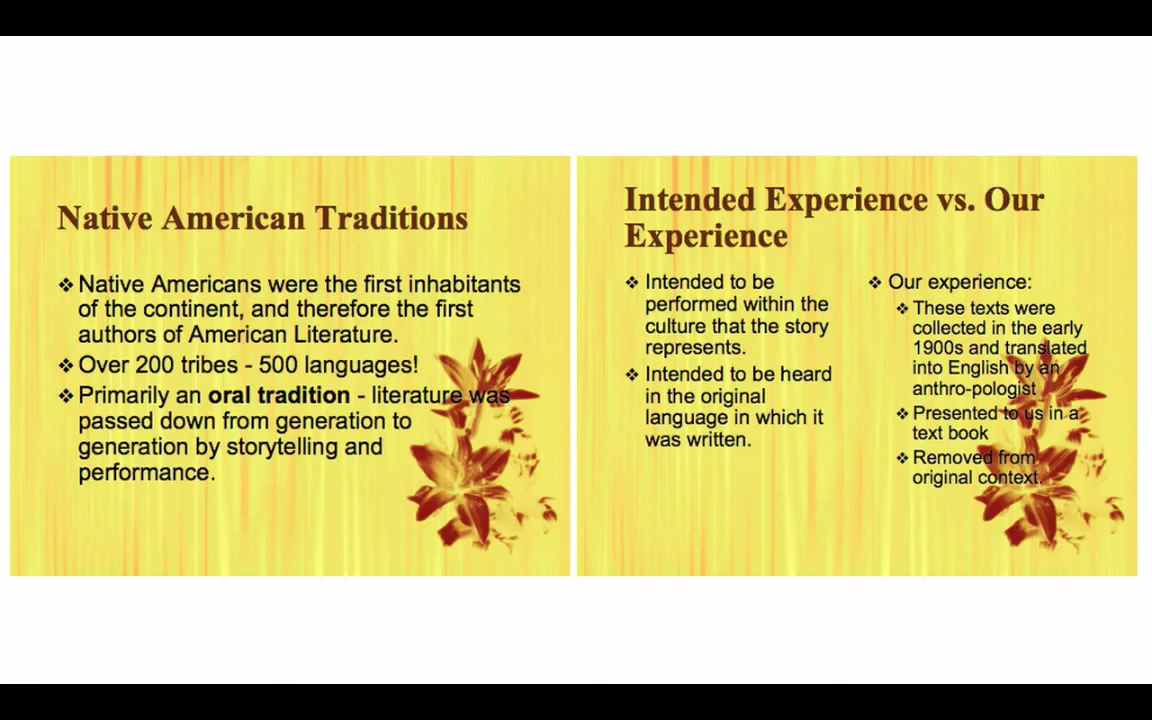 Native American Traditions
❖Native Americans were the first inhabitants
of the continent, and therefore the first
authors of American Literature.
❖Over 200 tribes - 500 languages!
❖Primarily an oral tradition - literature was
passed down from generation to
generation by storytelling and
performance.
Intended Experience vs. Our
Experience
❖ Intended to be
performed within the
culture that the story
represents.
❖ Intended to be heard
in the original
language in which it
was written.
❖ Our experience:
❖ These texts were
collected in the early
1900s and translated
into English by an
anthro-pologist
❖ Presented to us in a
text book
❖ Removed from
original context.